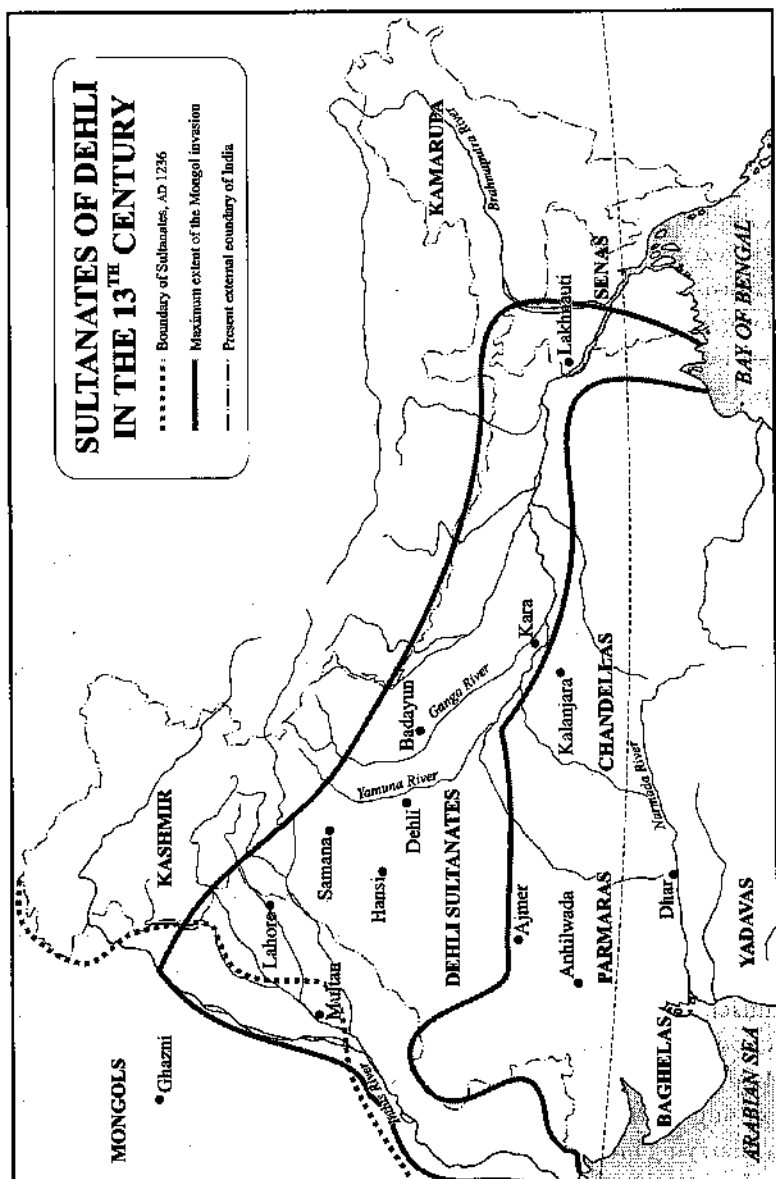 SULTANATES OF DEHLI
IN THE 13TH CENTURY
Boundary of Sultanates, AD 1236
Maximum extent of the Mongol invasion
Present external boundary of India
MONGOLS
Ghazni
KASHMIR
Lahore
Multan
Indus River
Samana
Hansi
Dehli
Yamuna River
Badayun
Ganga River
DEHLI SULTANATES
Kara
KAMARUPA
Brahmaputra River
Lakhnauti
SENAS
Ajmer
Anhilwada
PARMARAS
Kalanjara
CHANDELLAS
Dhar
Narmada River
BAGHELAS
YADAVAS
ARABIAN SEA
BAY OF BENGAL